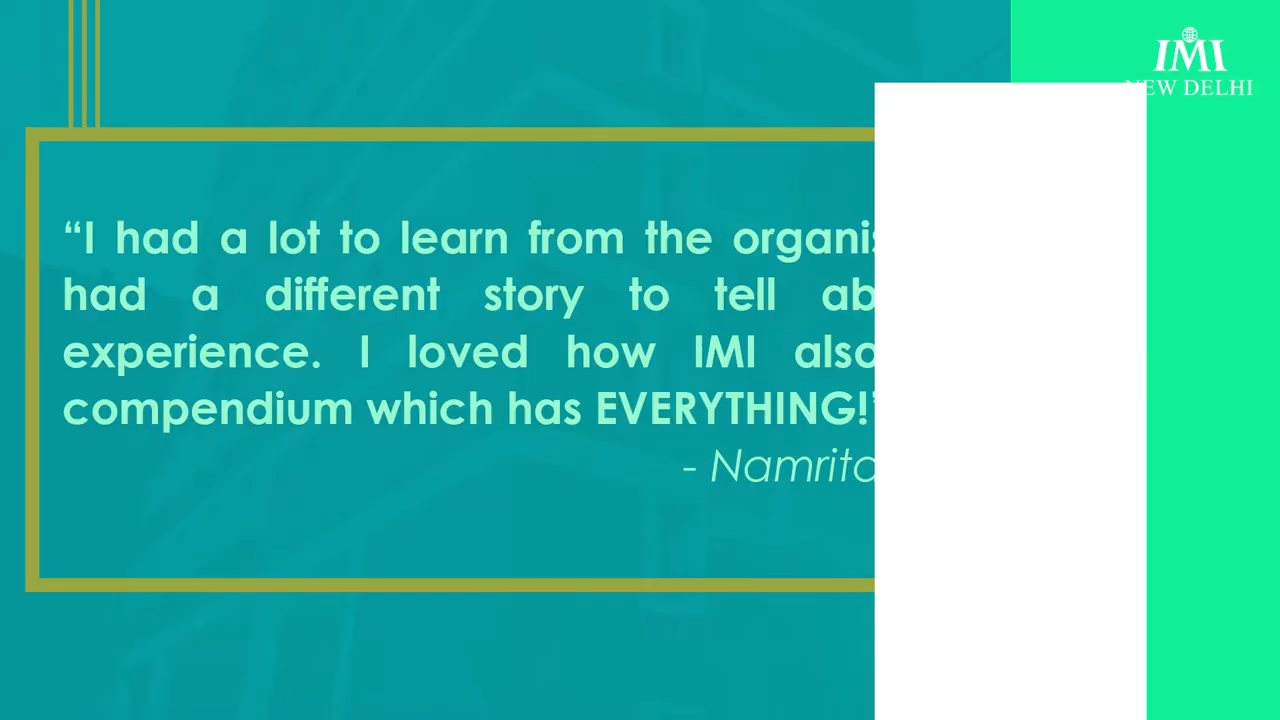 IMI
NEW DELHI
“I had a lot to learn from the
had a different story to tell
experience. I loved how IMI also
compendium which has EVERYTHING!”
-